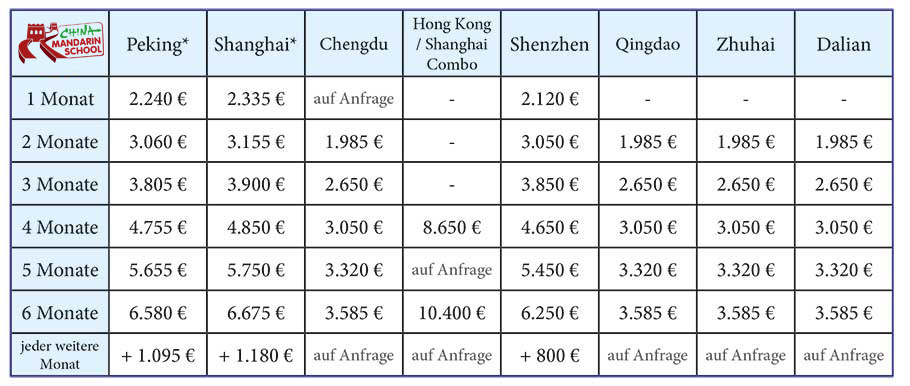 CHINA
MANDARIN
SCHOOL
Peking* Shanghai* Chengdu Hong Kong / Shanghai Combo Shenzhen Qingdao Zhuhai Dalian
1 Monat 2.240 € 2.335 € auf Anfrage - 2.120 € - - -
2 Monate 3.060 € 3.155 € 1.985 € - 3.050 € 1.985 € 1.985 € 1.985 €
3 Monate 3.805 € 3.900 € 2.650 € - 3.850 € 2.650 € 2.650 € 2.650 €
4 Monate 4.755 € 4.850 € 3.050 € 8.650 € 4.650 € 3.050 € 3.050 € 3.050 €
5 Monate 5.655 € 5.750 € 3.320 € auf Anfrage 5.450 € 3.320 € 3.320 € 3.320 €
6 Monate 6.580 € 6.675 € 3.585 € 10.400 € 6.250 € 3.585 € 3.585 € 3.585 €
jeder weitere Monat + 1.095 € + 1.180 € auf Anfrage auf Anfrage + 800 € auf Anfrage auf Anfrage auf Anfrage